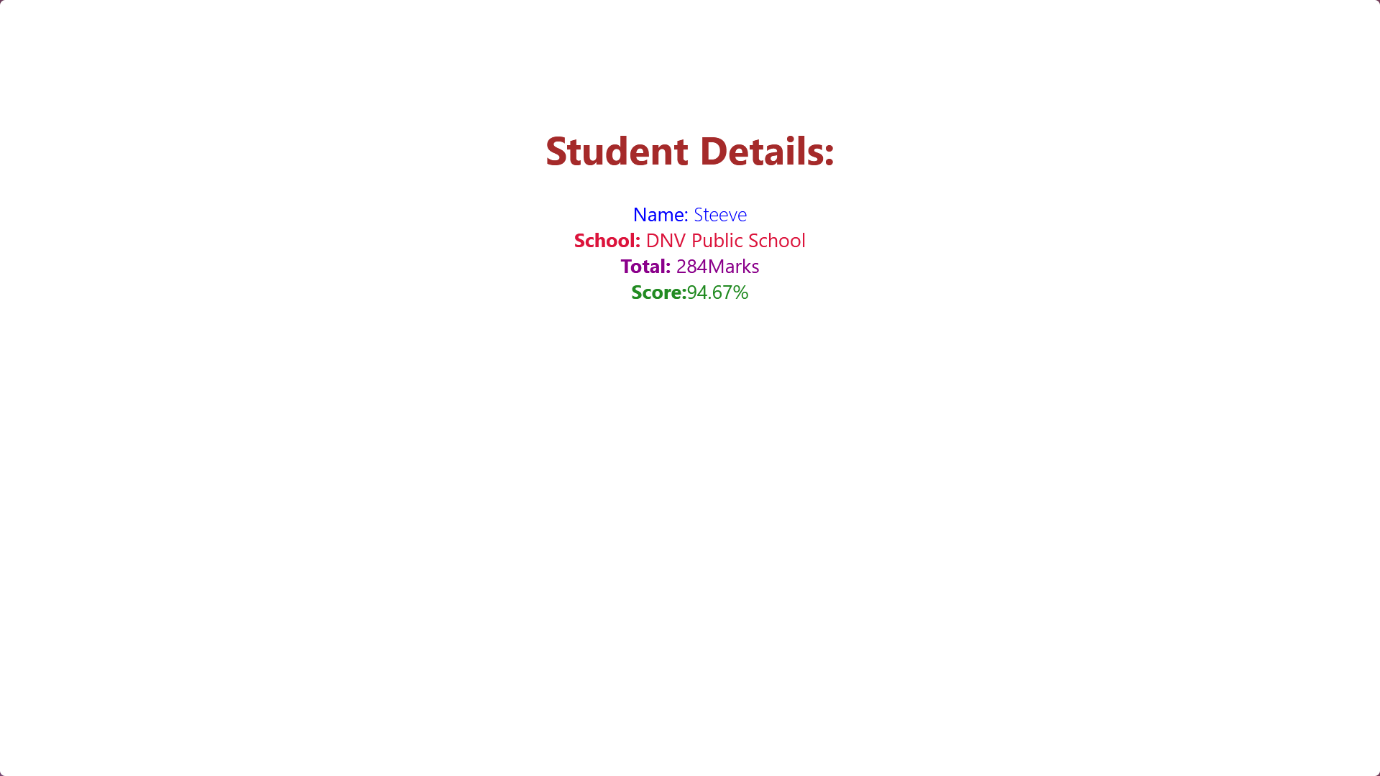 Student Details:
Name: Steeve
School: DNV Public School
Total: 284Marks
Score:94.67%